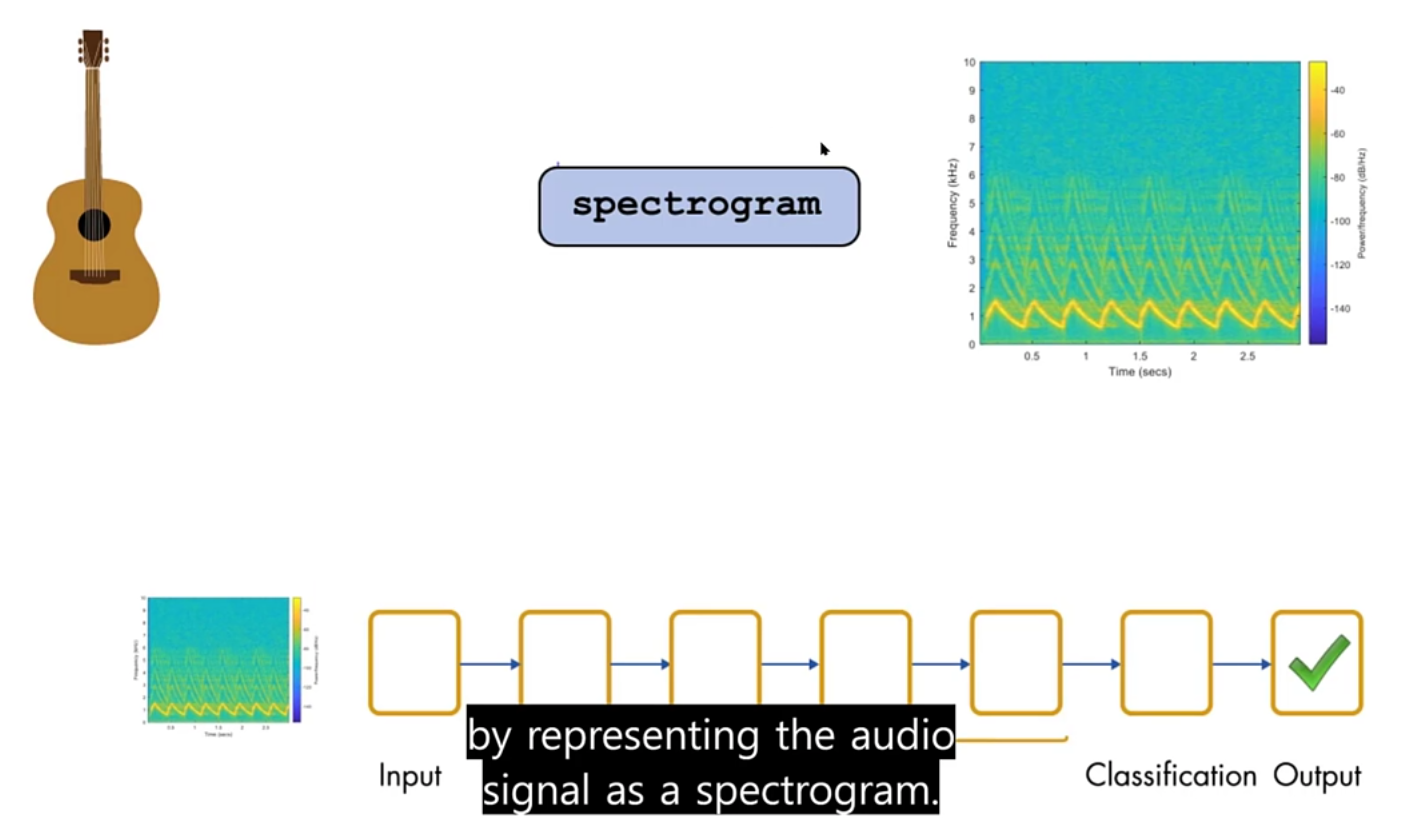 spectrogram
10
9
8
7
6
5
4
3
2
1
0
Frequency (kHz)
0.5 1 1.5 2 2.5
Time (secs)
-40
-60
-80
-100
-120
-140
Power/frequency (dB/Hz)
by representing the audio
signal as a spectrogram.
Input Classification Output